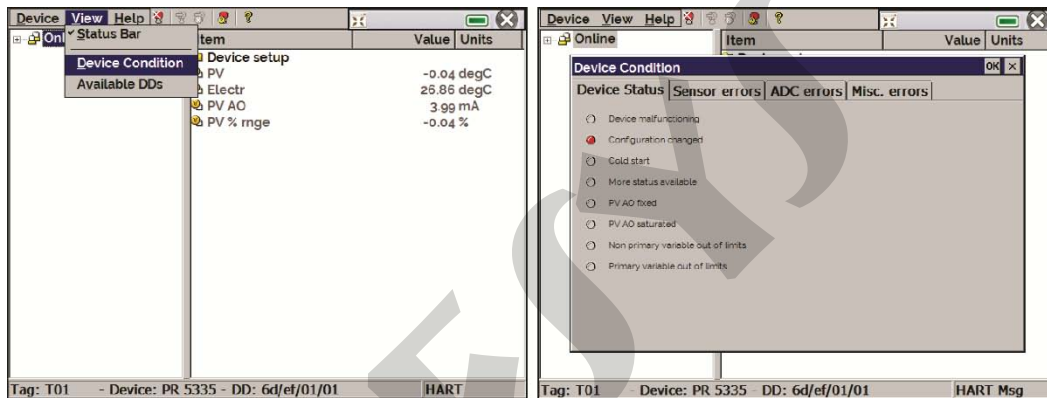 Device View Help
✓ Status Bar
Device Condition
Available DDs
Onl
Item Value Units
Device setup
PV -0.04 degC
Electr 26.86 degC
PV AO 3.99 mA
PV % rnge -0.04 %
Tag: T01 - Device: PR 5335 - DD: 6d/ef/01/01 HART
Device View Help
Online
Item Value Units
Device Condition OK
Device Status Sensor errors ADC errors Misc. errors
Device malfunctioning
Configuration changed
Cold start
More status available
PV AO fixed
PV AO saturated
Non primary variable out of limits
Primary variable out of limits
Tag: T01 - Device: PR 5335 - DD: 6d/ef/01/01 HART Msg